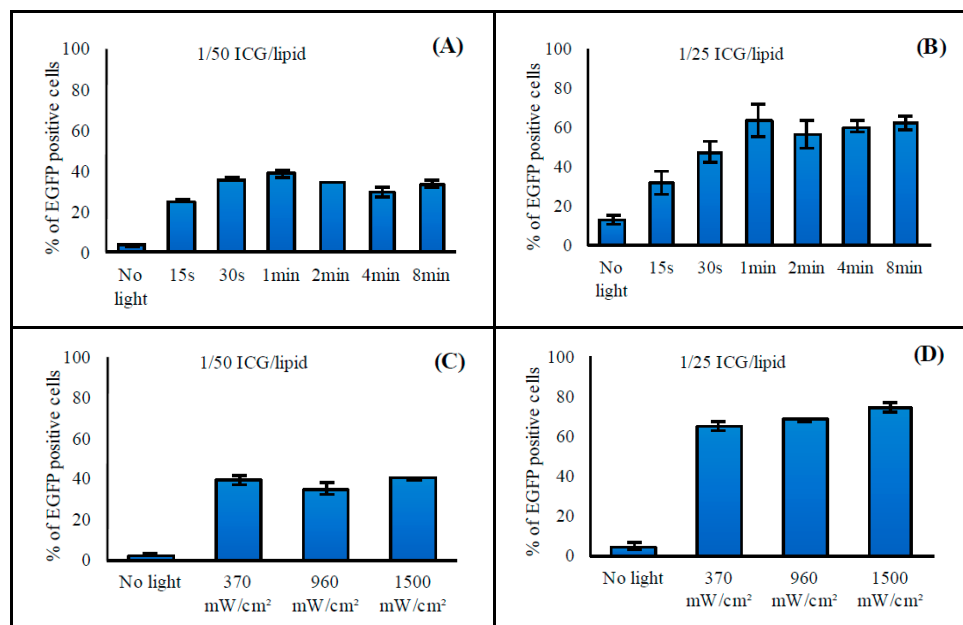 1/50 ICG/lipid
(A)
% of EGFP positive cells
100
80
60
40
20
0
No light
15s
30s
1min
2min
4min
8min
1/25 ICG/lipid
(B)
% of EGFP positive cells
100
80
60
40
20
0
No light
15s
30s
1min
2min
4min
8min
1/50 ICG/lipid
(C)
% of EGFP positive cells
100
80
60
40
20
0
No light
370 mW/cm²
960 mW/cm²
1500 mW/cm²
1/25 ICG/lipid
(D)
% of EGFP positive cells
100
80
60
40
20
0
No light
370 mW/cm²
960 mW/cm²
1500 mW/cm²